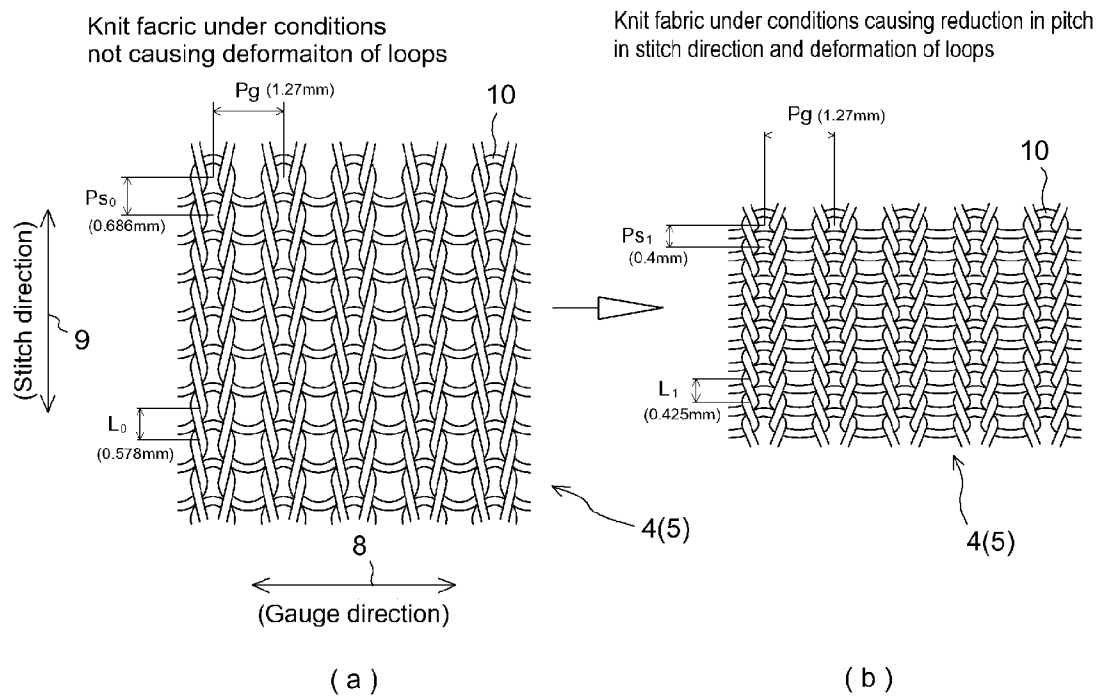 Knit facric under conditions
not causing deformaiton of loops
Pg (1.27mm)
10
Ps₀
(0.686mm)
(Stitch direction)
9
L₀
(0.578mm)
4(5)
8
(Gauge direction)
( a )
Knit fabric under conditions causing reduction in pitch
in stitch direction and deformation of loops
Pg (1.27mm)
10
Ps₁
(0.4mm)
L₁
(0.425mm)
4(5)
( b )